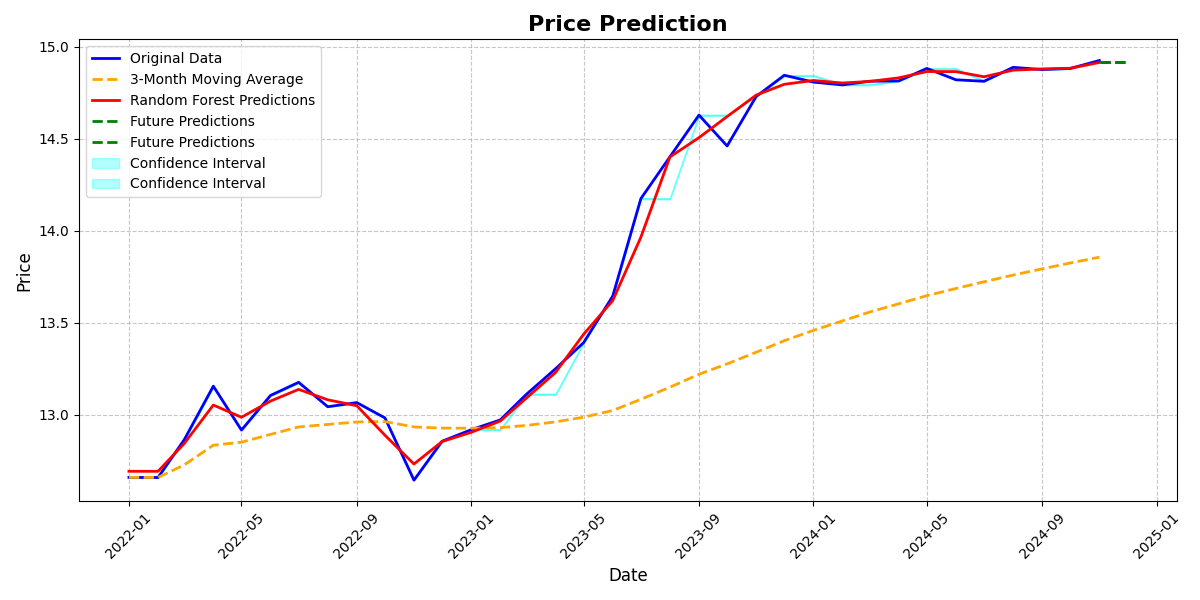 Price Prediction
Original Data
3-Month Moving Average
Random Forest Predictions
Future Predictions
Future Predictions
Confidence Interval
Confidence Interval
15.0
14.5
14.0
13.5
13.0
Price
2022-01
2022-05
2022-09
2023-01
2023-05
2023-09
2024-01
2024-05
2024-09
2025-01
Date